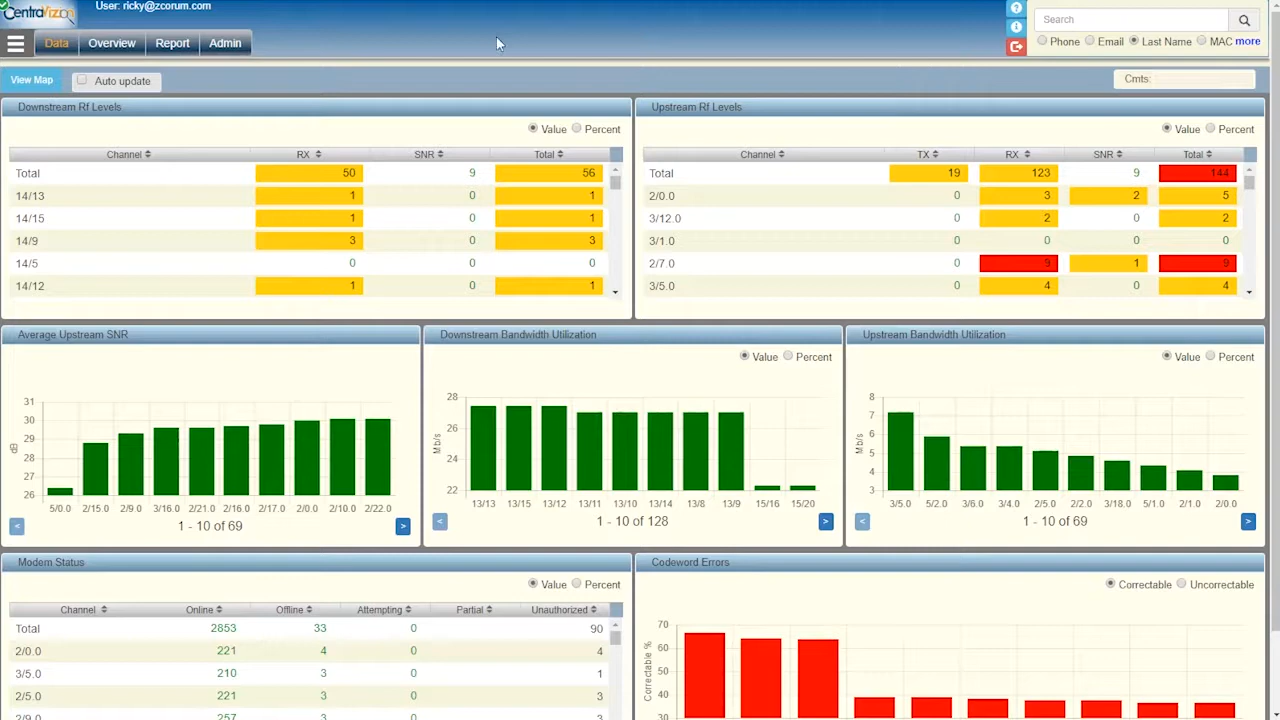 CentraVizion
User: ricky@zcorum.com
Search
Phone Email Last Name MAC more
Data Overview Report Admin
View Map Auto update Cmts:
Downstream Rf Levels
Value Percent
Channel RX SNR Total
Total 50 9 56
14/13 1 0 1
14/15 1 0 1
14/9 3 0 3
14/5 0 0 0
14/12 1 0 1
Upstream Rf Levels
Value Percent
Channel TX RX SNR Total
Total 19 123 9 144
2/0.0 0 3 2 5
3/12.0 0 2 0 2
3/1.0 0 0 0 0
2/7.0 0 9 1 9
3/5.0 0 4 0 4
Average Upstream SNR
31
30
29
28
27
26
dB
5/0.0 2/15.0 2/9.0 3/16.0 2/21.0 2/16.0 2/17.0 2/0.0 2/10.0 2/22.0
< 1 - 10 of 69 >
Downstream Bandwidth Utilization
Value Percent
28
26
24
22
Mb/s
13/13 13/15 13/12 13/11 13/10 13/14 13/8 13/9 15/16 15/20
< 1 - 10 of 128 >
Upstream Bandwidth Utilization
Value Percent
8
7
6
5
4
3
Mb/s
3/5.0 5/2.0 3/6.0 3/4.0 2/5.0 2/2.0 3/18.0 5/1.0 2/1.0 2/0.0
< 1 - 10 of 69 >
Modem Status
Value Percent
Channel Online Offline Attempting Partial Unauthorized
Total 2853 33 0 90
2/0.0 221 4 0 4
3/5.0 210 3 0 1
2/5.0 221 3 0 3
2/9.0 257 3 0 0
Codeword Errors
Correctable Uncorrectable
70
60
50
40
30
Correctable %